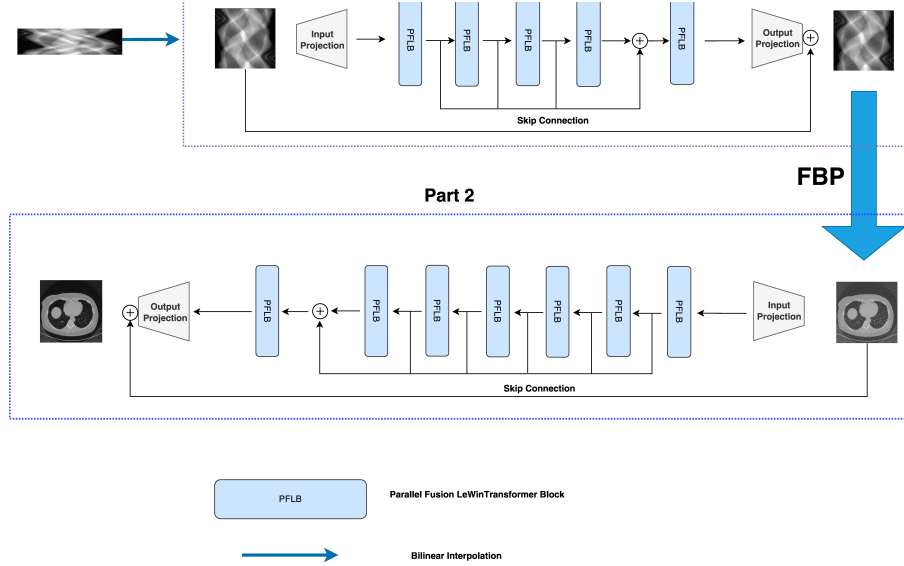 Input
Projection
PFLB
PFLB
PFLB
PFLB
PFLB
Output
Projection
Skip Connection
FBP
Part 2
Output
Projection
PFLB
PFLB
PFLB
PFLB
PFLB
PFLB
PFLB
Input
Projection
Skip Connection
PFLB
Parallel Fusion LeWinTransformer Block
Bilinear Interpolation